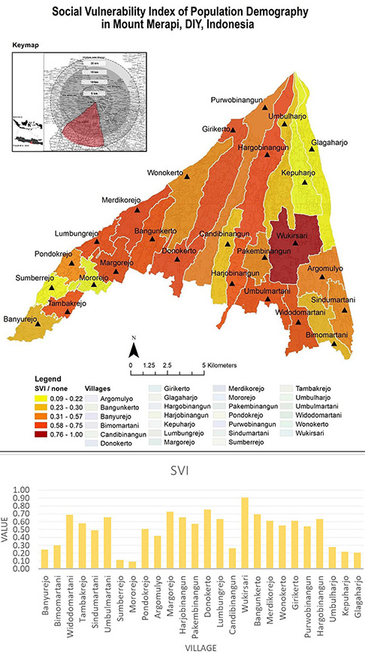 Social Vulnerability Index of Population Demography
in Mount Merapi, DIY, Indonesia
Keymap
Purwobinangun
Umbulharjo
Girikerto
Glagaharjo
Hargobinangun
Kepuharjo
Wonokerto
Merdikorejo
Lumbungrejo
Bangunkerto
Candibinangun
Wukirsari
Pondokrejo
Margorejo
Donokerto
Pakembinangun
Sumberrejo
Mororejo
Harjobinangun
Argomulyo
Tambakrejo
Umbulmartani
Sindumartani
Banyurejo
Widodomartani
Bimomartani
N
0 1.25 2.5 5 Kilometers
Legend
SVI / none
0.09 - 0.22
0.23 - 0.30
0.31 - 0.57
0.58 - 0.75
0.76 - 1.00
Villages
Argomulyo
Bangunkerto
Banyurejo
Bimomartani
Candibinangun
Donokerto
Girikerto
Glagaharjo
Hargobinangun
Harjobinangun
Kepuharjo
Lumbungrejo
Margorejo
Merdikorejo
Mororejo
Pakembinangun
Pondokrejo
Purwobinangun
Sindumartani
Sumberrejo
Tambakrejo
Umbulharjo
Umbulmartani
Widodomartani
Wonokerto
Wukirsari
SVI
VALUE
1.00
0.90
0.80
0.70
0.60
0.50
0.40
0.30
0.20
0.10
0.00
Banyurejo
Bimomartani
Widodomartani
Tambakrejo
Sindumartani
Umbulmartani
Sumberrejo
Mororejo
Pondokrejo
Argomulyo
Margorejo
Harjobinangun
Pakembinangun
Donokerto
Lumbungrejo
Candibinangun
Wukirsari
Bangunkerto
Merdikorejo
Wonokerto
Girikerto
Purwobinangun
Hargobinangun
Umbulharjo
Kepuharjo
Glagaharjo
VILLAGE